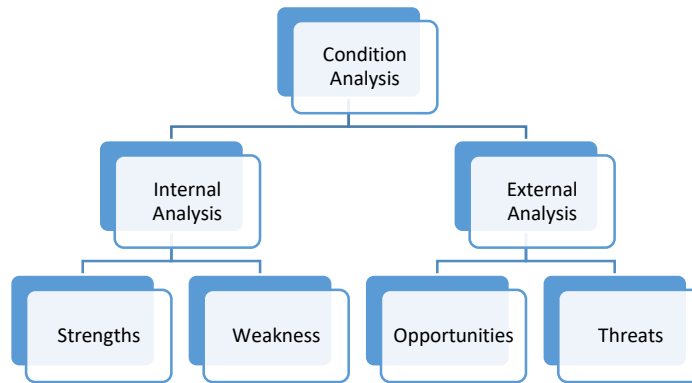 Condition
Analysis
Internal
Analysis
External
Analysis
Strengths
Weakness
Opportunities
Threats